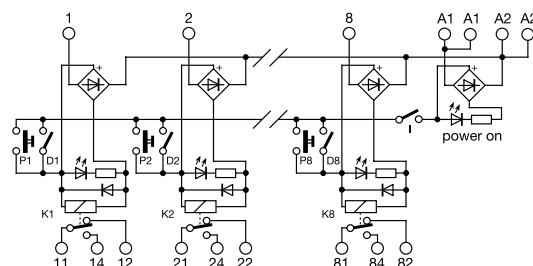 1 2 8 A1 A1 A2 A2
+ + + +
I
power on
P1 D1 P2 D2 P8 D8
K1 K2 K8
11 14 12 21 24 22 81 84 82